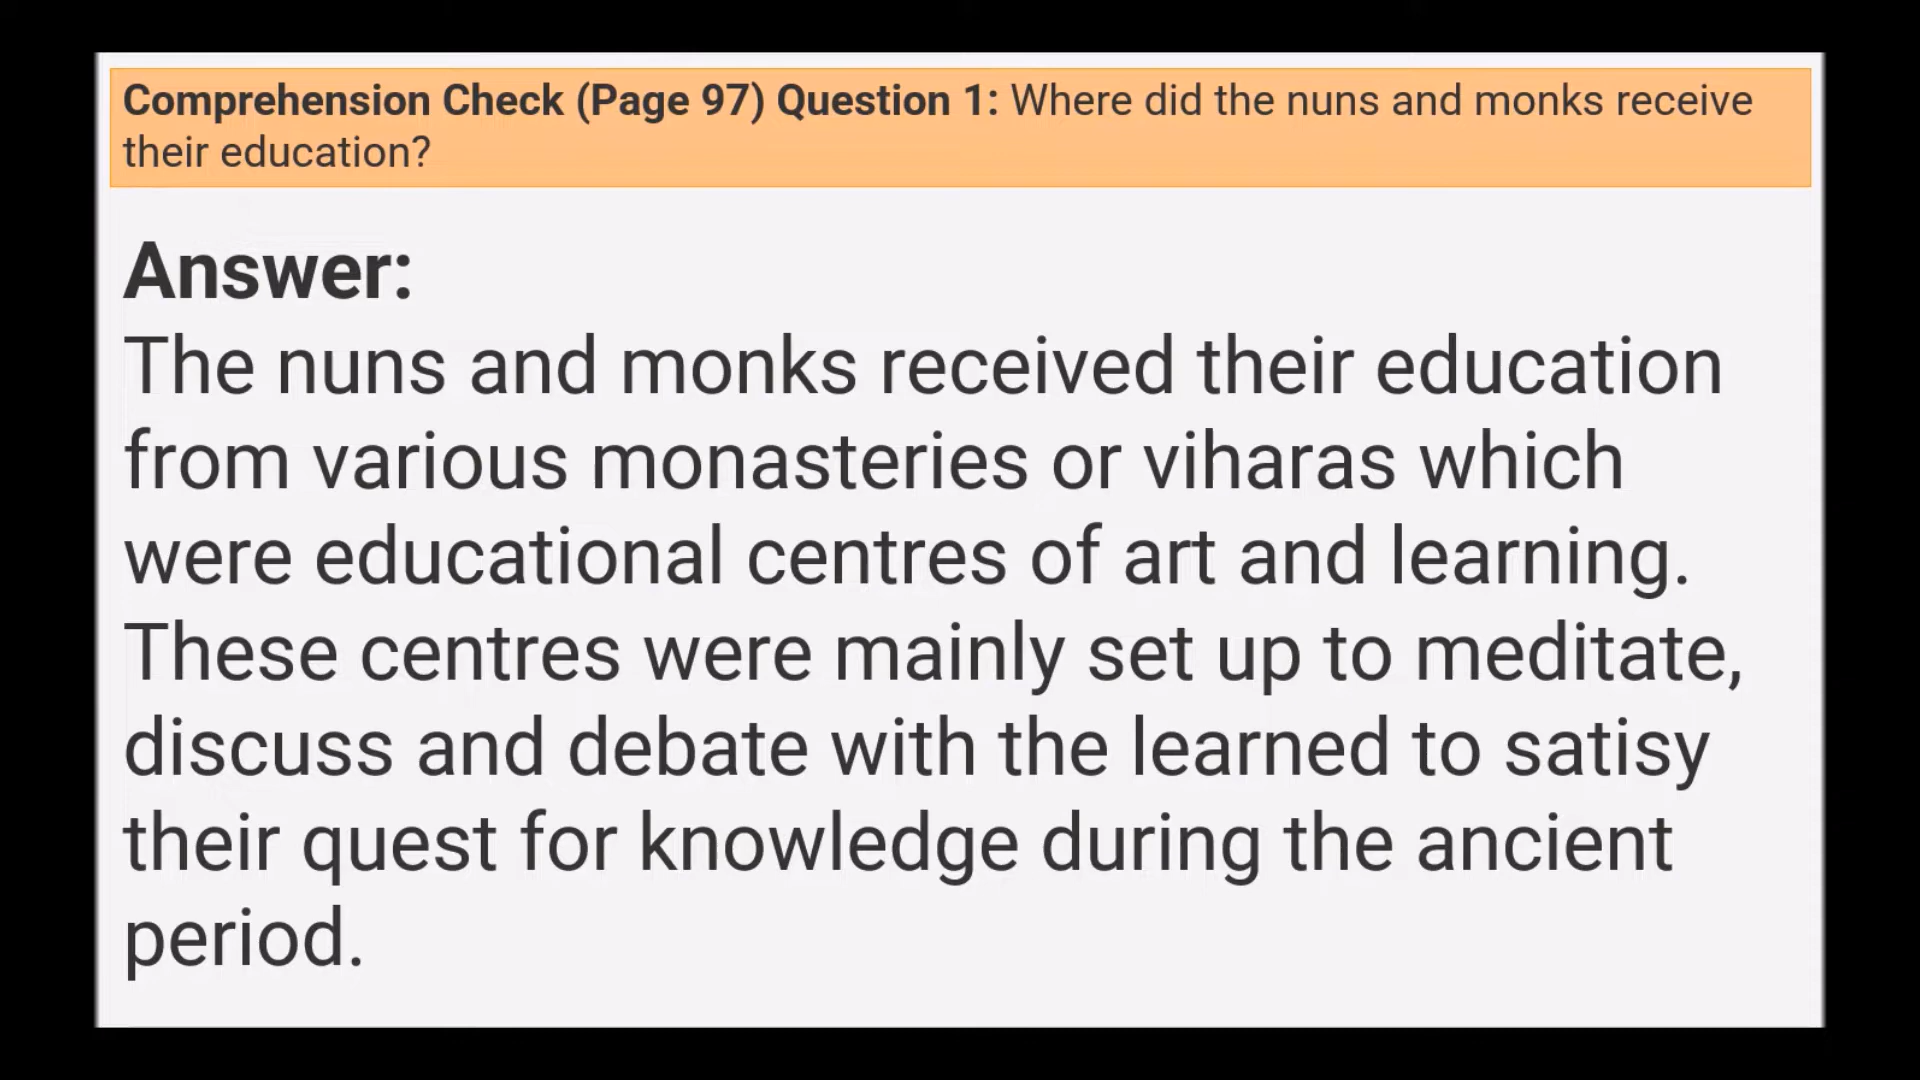 Comprehension Check (Page 97) Question 1: Where did the nuns and monks receive
their education?
Answer:
The nuns and monks received their education
from various monasteries or viharas which
were educational centres of art and learning.
These centres were mainly set up to meditate,
discuss and debate with the learned to satisy
their quest for knowledge during the ancient
period.